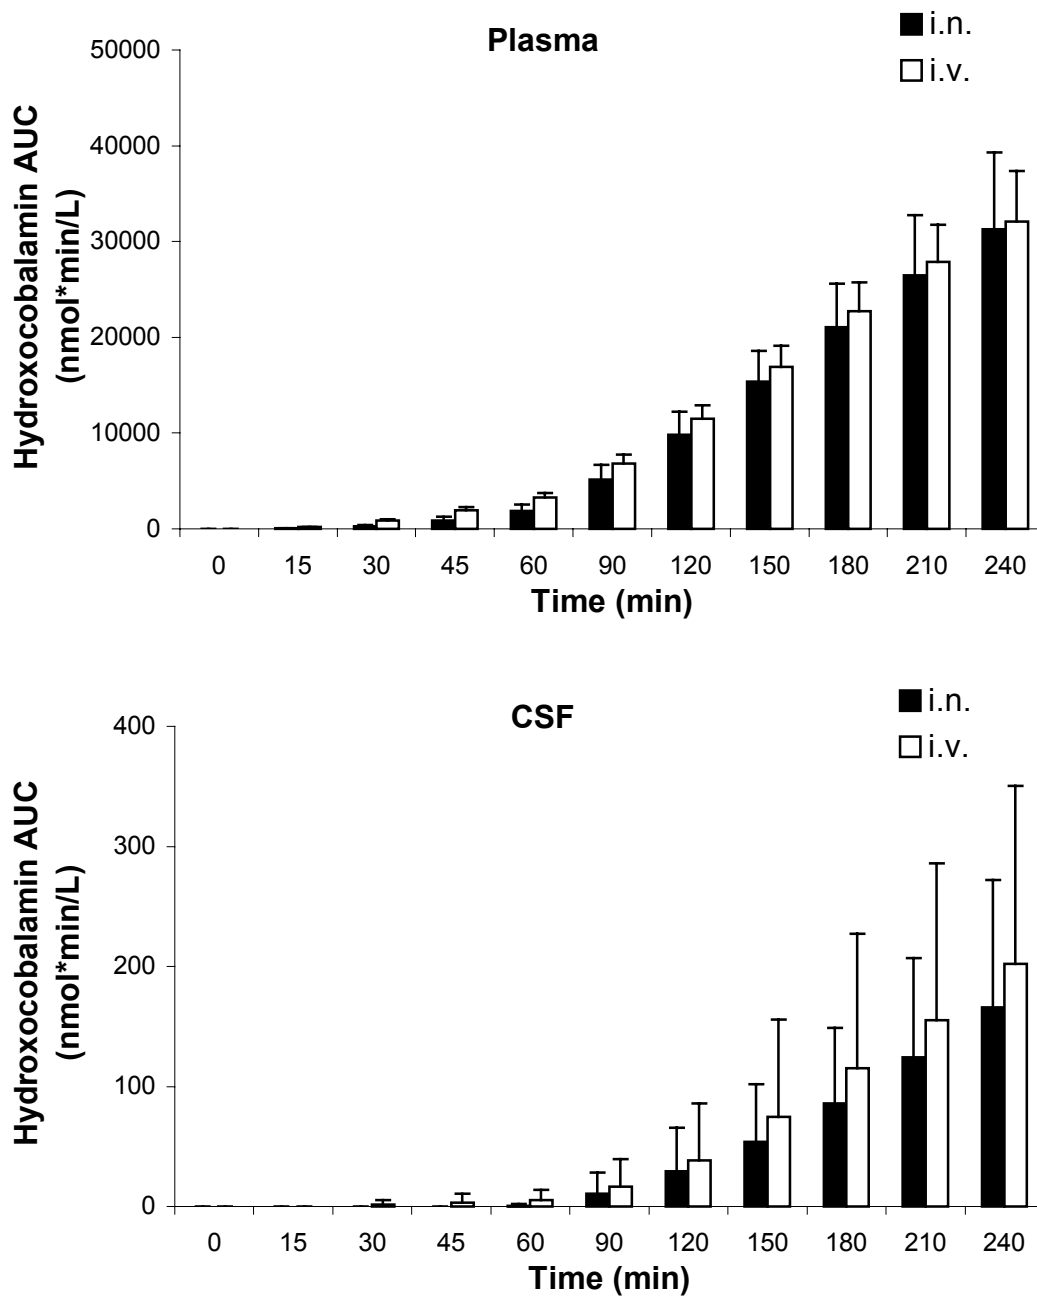 Plasma
i.n.
i.v.
Hydroxocobalamin AUC
(nmol*min/L)
50000
40000
30000
20000
10000
0
0 15 30 45 60 90 120 150 180 210 240
Time (min)
CSF
i.n.
i.v.
Hydroxocobalamin AUC
(nmol*min/L)
400
300
200
100
0
0 15 30 45 60 90 120 150 180 210 240
Time (min)